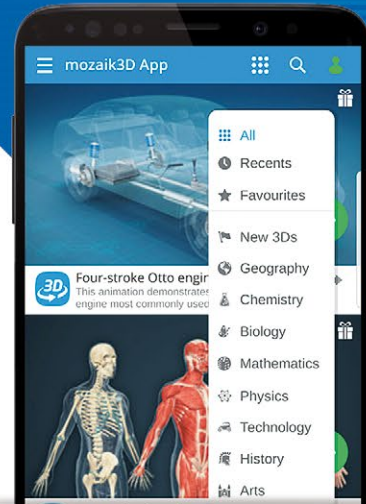 mozaik3D App
All
Recents
Favourites
New 3Ds
Geography
Chemistry
Biology
Mathematics
Physics
Technology
History
Arts
3D
Four-stroke Otto engin
This animation demonstrates
engine most commonly used